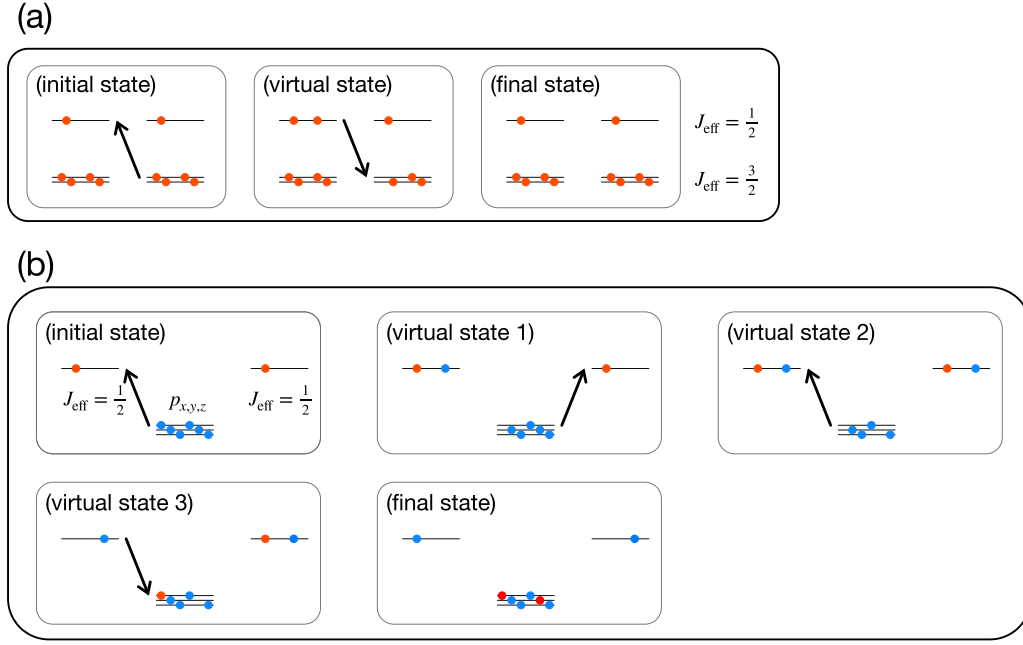 (a)
(initial state) (virtual state) (final state)
J_eff = 1/2
J_eff = 3/2
(b)
(initial state) (virtual state 1) (virtual state 2)
J_eff = 1/2 p_x,y,z J_eff = 1/2
(virtual state 3) (final state)